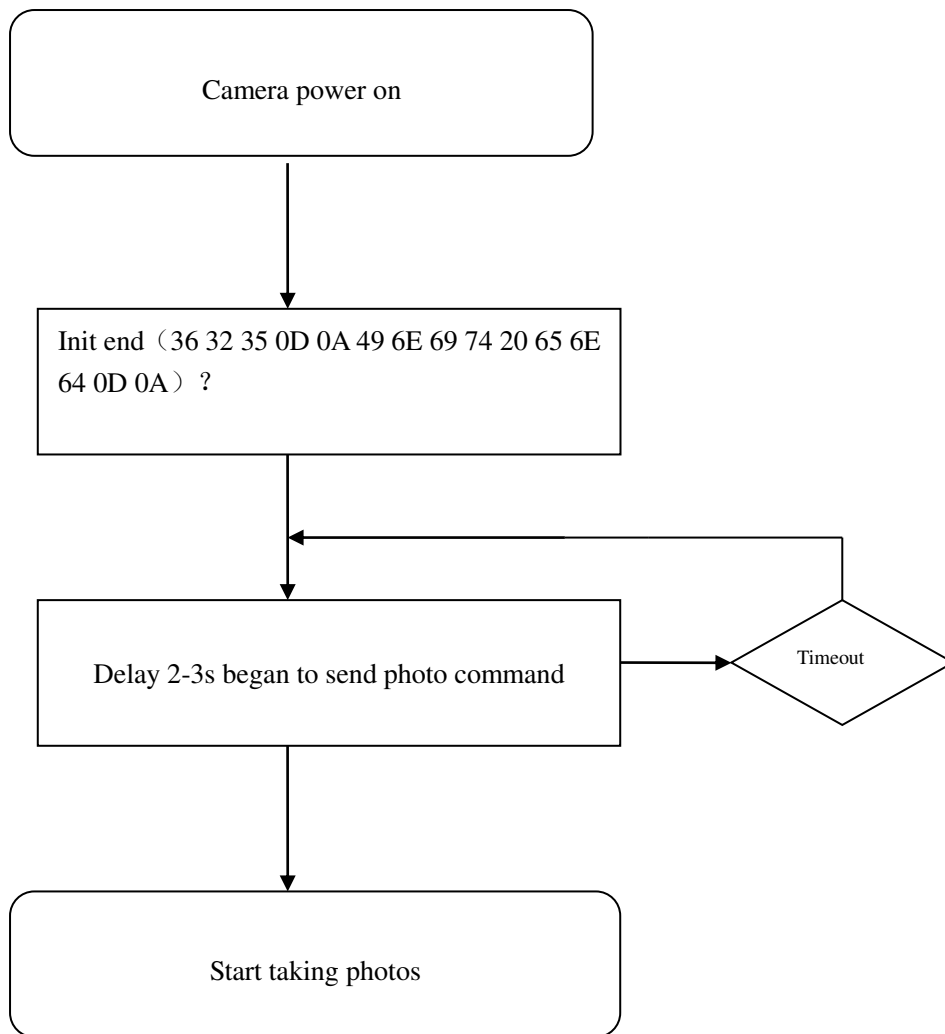 Camera power on
Init end（36 32 35 0D 0A 49 6E 69 74 20 65 6E
64 0D 0A）?
Delay 2-3s began to send photo command
Timeout
Start taking photos